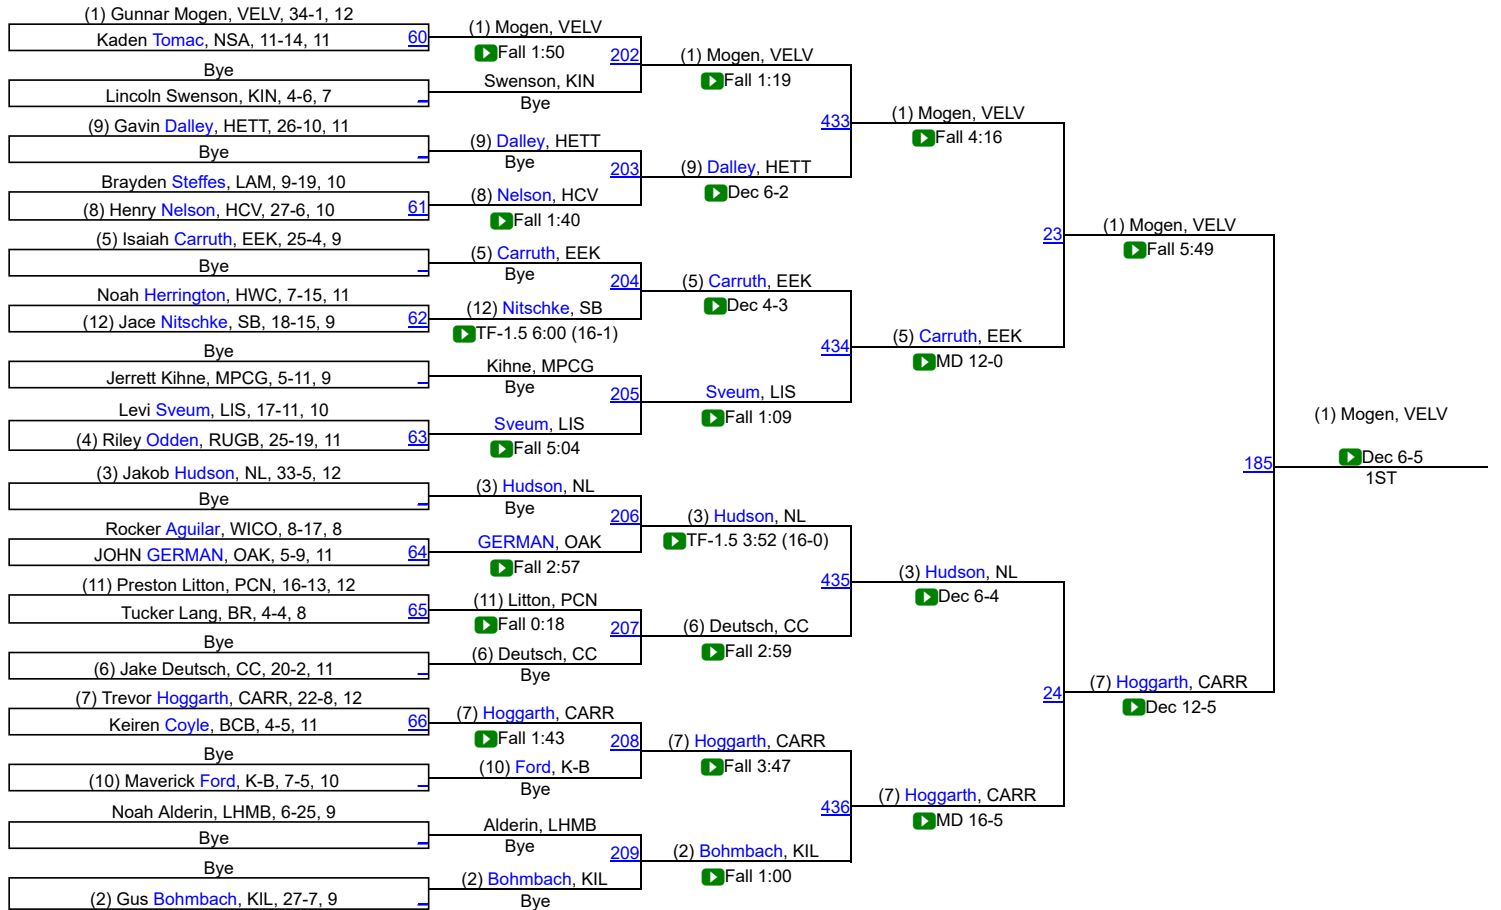 (1) Gunnar Mogen, VELV, 34-1, 12
Kaden Tomac, NSA, 11-14, 11
60
Bye
Lincoln Swenson, KIN, 4-6, 7
(9) Gavin Dalley, HETT, 26-10, 11
Bye
Brayden Steffes, LAM, 9-19, 10
(8) Henry Nelson, HCV, 27-6, 10
61
(5) Isaiah Carruth, EEK, 25-4, 9
Bye
Noah Herrington, HWC, 7-15, 11
(12) Jace Nitschke, SB, 18-15, 9
62
Bye
Jerrett Kihne, MPCG, 5-11, 9
Levi Sveum, LIS, 17-11, 10
(4) Riley Odden, RUGB, 25-19, 11
63
(3) Jakob Hudson, NL, 33-5, 12
Bye
Rocker Aguilar, WICO, 8-17, 8
JOHN GERMAN, OAK, 5-9, 11
64
(11) Preston Litton, PCN, 16-13, 12
Tucker Lang, BR, 4-4, 8
65
Bye
(6) Jake Deutsch, CC, 20-2, 11
(7) Trevor Hoggarth, CARR, 22-8, 12
Keiren Coyle, BCB, 4-5, 11
66
Bye
(10) Maverick Ford, K-B, 7-5, 10
Noah Alderin, LHMB, 6-25, 9
Bye
Bye
(2) Gus Bohmbach, KIL, 27-7, 9
(1) Mogen, VELV
Fall 1:50
202
Swenson, KIN
Bye
(9) Dalley, HETT
Bye
203
(8) Nelson, HCV
Fall 1:40
(5) Carruth, EEK
Bye
204
(12) Nitschke, SB
TF-1.5 6:00 (16-1)
Kihne, MPCG
Bye
205
Sveum, LIS
Fall 5:04
(3) Hudson, NL
Bye
206
GERMAN, OAK
Fall 2:57
(11) Litton, PCN
Fall 0:18
207
(6) Deutsch, CC
Bye
(7) Hoggarth, CARR
Fall 1:43
208
(10) Ford, K-B
Bye
Alderin, LHMB
Bye
209
(2) Bohmbach, KIL
Bye
(1) Mogen, VELV
Fall 1:19
433
(9) Dalley, HETT
Dec 6-2
(5) Carruth, EEK
Dec 4-3
434
Sveum, LIS
Fall 1:09
(3) Hudson, NL
TF-1.5 3:52 (16-0)
435
(6) Deutsch, CC
Fall 2:59
(7) Hoggarth, CARR
Fall 3:47
436
(2) Bohmbach, KIL
Fall 1:00
(1) Mogen, VELV
Fall 4:16
23
(5) Carruth, EEK
MD 12-0
(3) Hudson, NL
Dec 6-4
24
(7) Hoggarth, CARR
MD 16-5
(1) Mogen, VELV
Fall 5:49
185
(7) Hoggarth, CARR
Dec 12-5
(1) Mogen, VELV
Dec 6-5
1ST